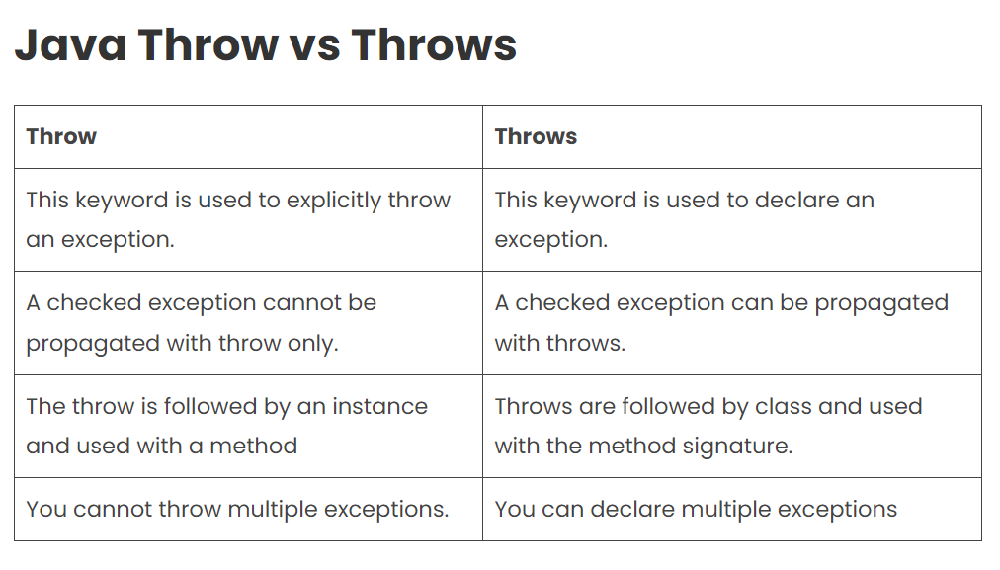 Java Throw vs Throws
Throw
Throws
This keyword is used to explicitly throw
an exception.
This keyword is used to declare an
exception.
A checked exception cannot be
propagated with throw only.
A checked exception can be propagated
with throws.
The throw is followed by an instance
and used with a method
Throws are followed by class and used
with the method signature.
You cannot throw multiple exceptions.
You can declare multiple exceptions